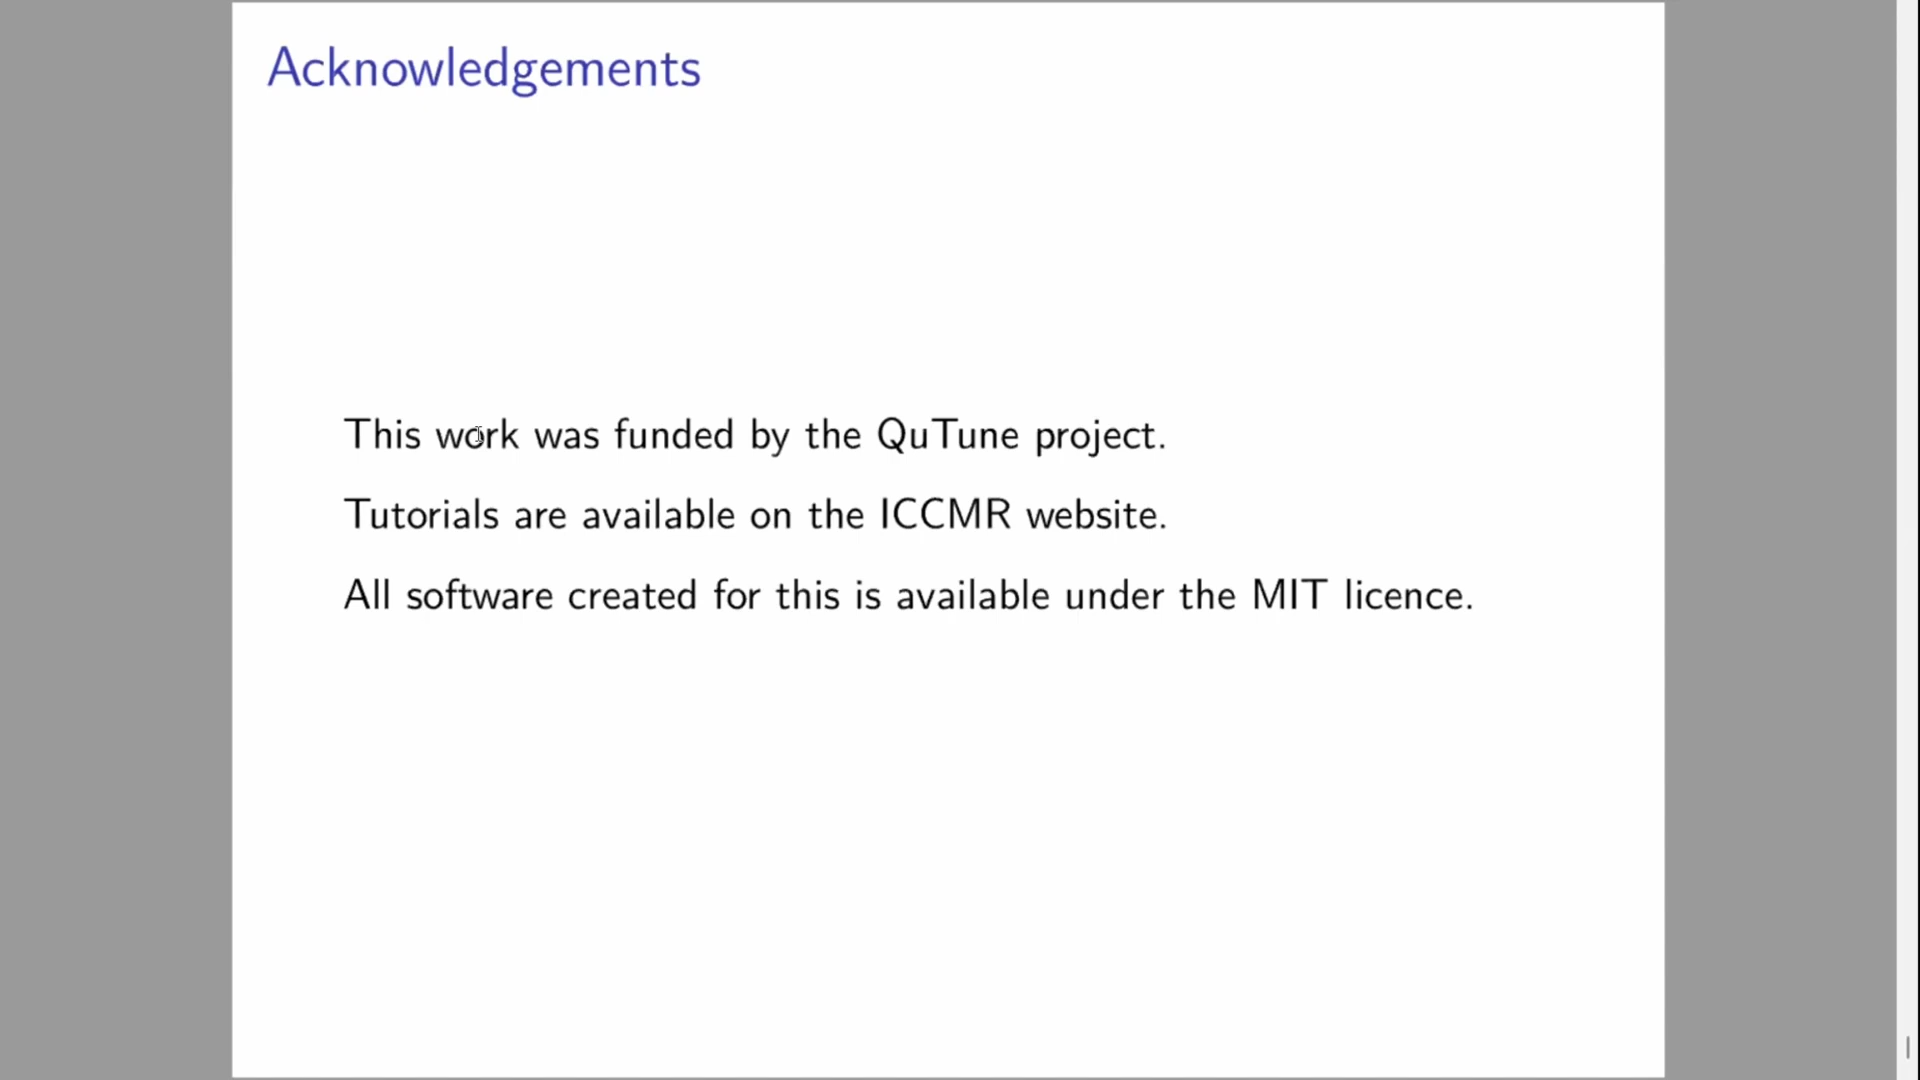 Acknowledgements
This work was funded by the QuTune project.
Tutorials are available on the ICCMR website.
All software created for this is available under the MIT licence.